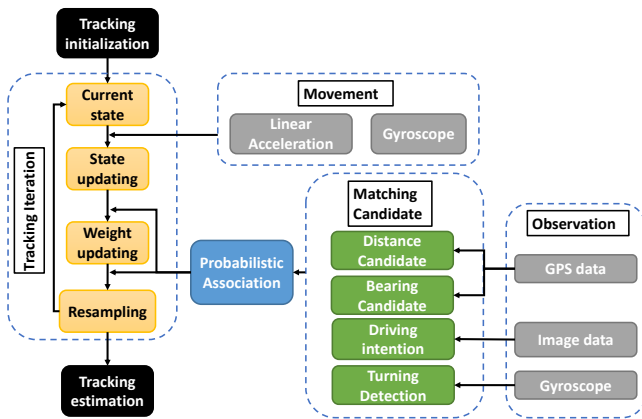 Tracking
initialization
Tracking Iteration
Current
state
State
updating
Weight
updating
Resampling
Tracking
estimation
Movement
Linear
Acceleration
Gyroscope
Probabilistic
Association
Matching
Candidate
Distance
Candidate
Bearing
Candidate
Driving
intention
Turning
Detection
Observation
GPS data
Image data
Gyroscope